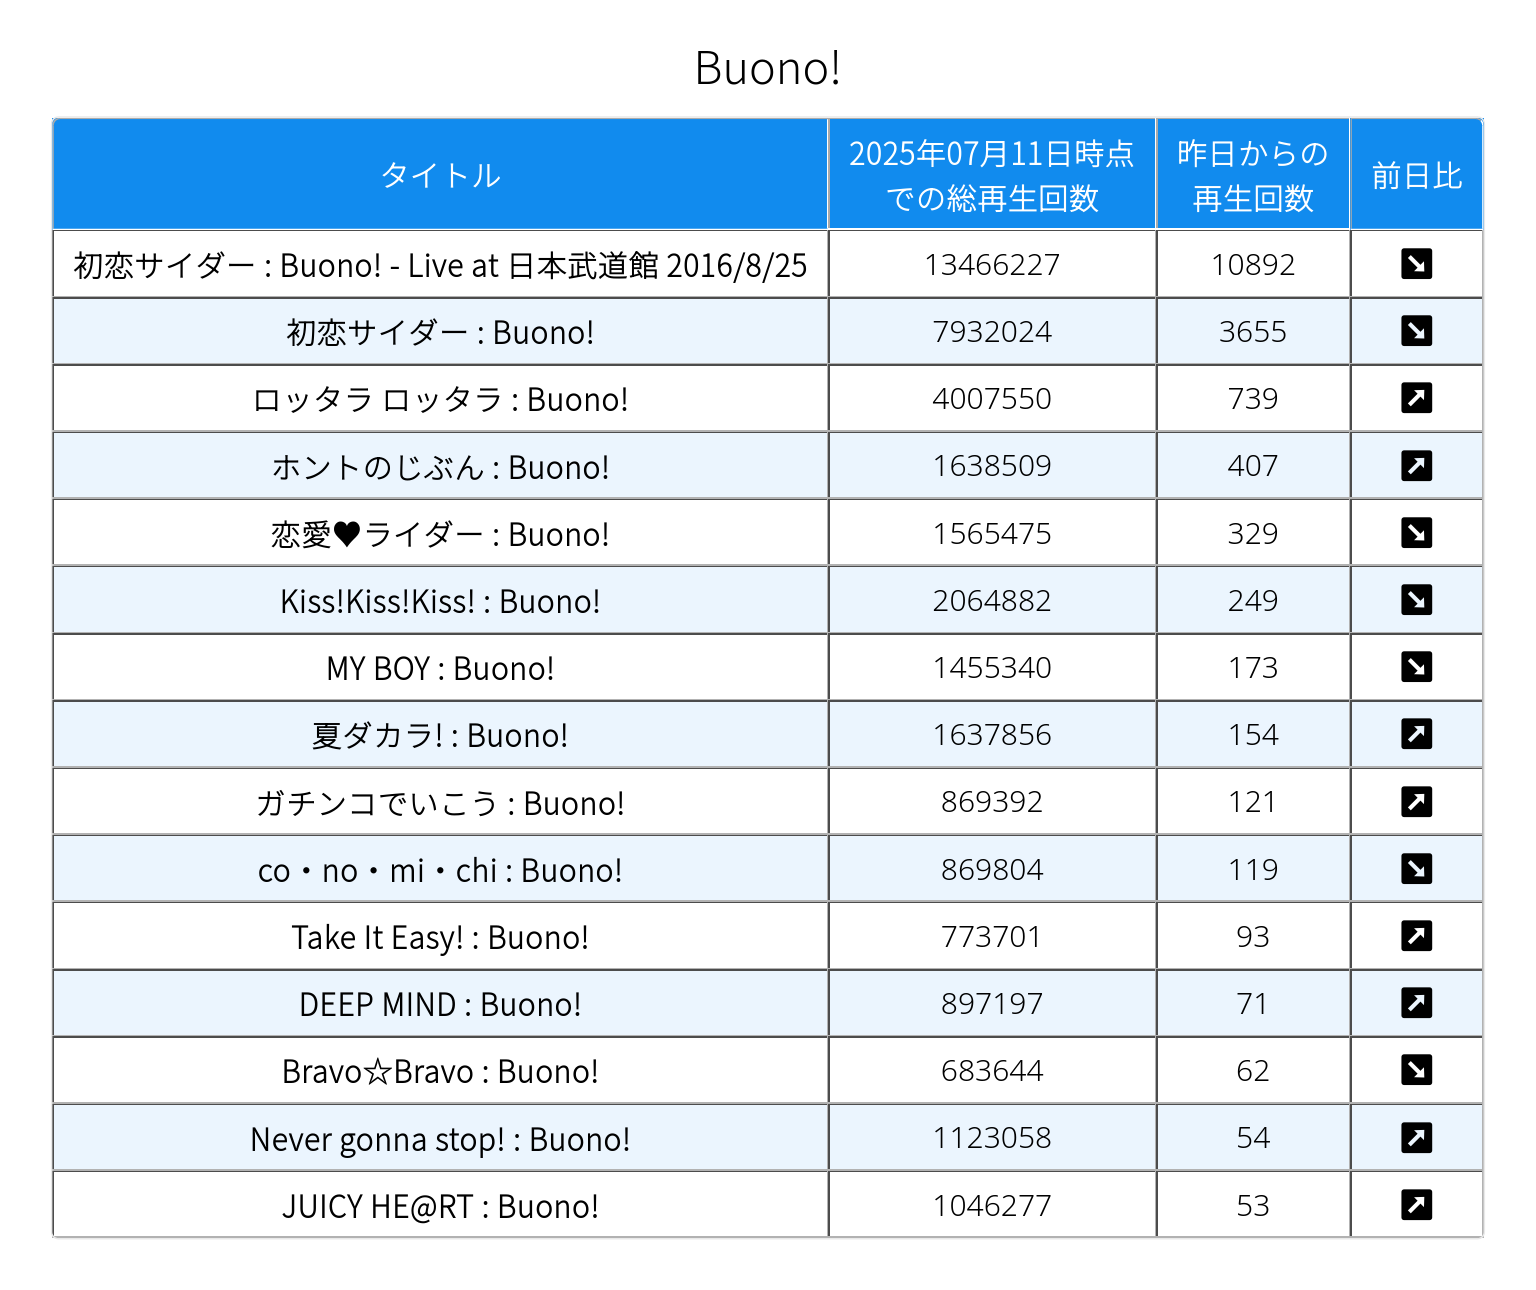 Buono!
タイトル 2025年07月11日時点での総再生回数 昨日からの再生回数 前日比
初恋サイダー : Buono! - Live at 日本武道館 2016/8/25 13466227 10892 ↘
初恋サイダー : Buono! 7932024 3655 ↘
ロッタラ ロッタラ : Buono! 4007550 739 ↗
ホントのじぶん : Buono! 1638509 407 ↗
恋愛♥ライダー : Buono! 1565475 329 ↘
Kiss!Kiss!Kiss! : Buono! 2064882 249 ↘
MY BOY : Buono! 1455340 173 ↘
夏ダカラ! : Buono! 1637856 154 ↗
ガチンコでいこう : Buono! 869392 121 ↗
co・no・mi・chi : Buono! 869804 119 ↘
Take It Easy! : Buono! 773701 93 ↗
DEEP MIND : Buono! 897197 71 ↗
Bravo☆Bravo : Buono! 683644 62 ↘
Never gonna stop! : Buono! 1123058 54 ↗
JUICY HE@RT : Buono! 1046277 53 ↗